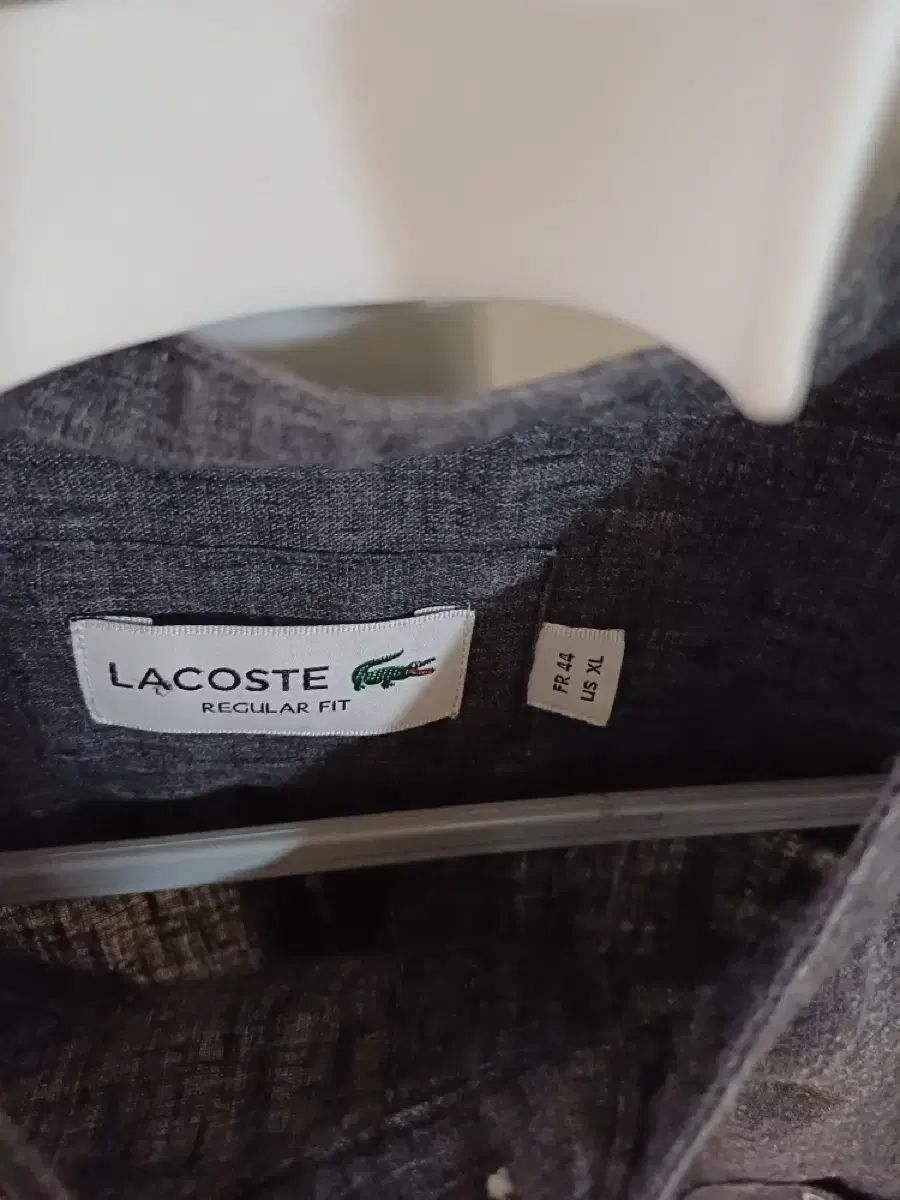 LACOSTE
REGULAR FIT
FR 44
US XL